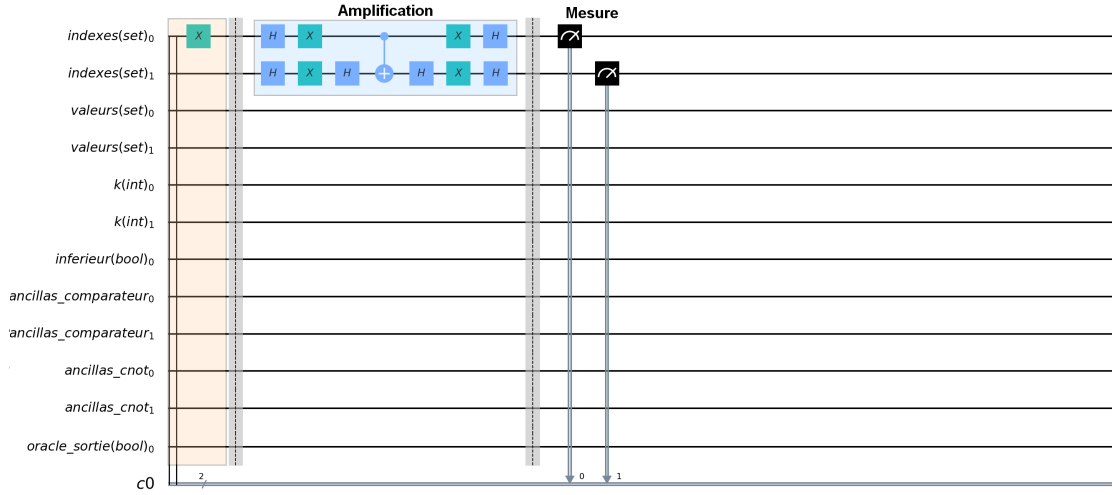 Amplification
Mesure
indexes(set)₀ X H X X H
indexes(set)₁ H X H H X H
valeurs(set)₀
valeurs(set)₁
k(int)₀
k(int)₁
inferieur(bool)₀
ancillas_comparateur₀
ancillas_comparateur₁
ancillas_cnot₀
ancillas_cnot₁
oracle_sortie(bool)₀
c0 2 0 1